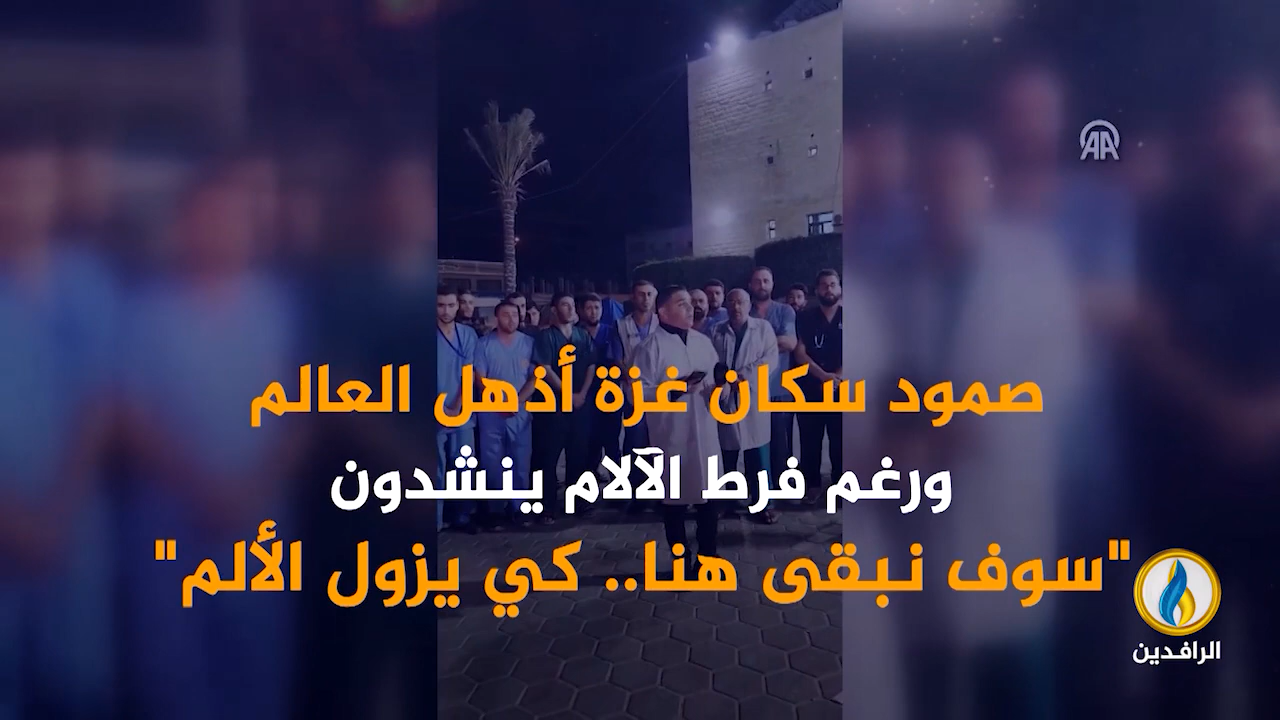 AA
صمود سكان غزة أذهل العالم
ورغم فرط الآلام ينشدون
"سوف نبقى هنا.. كي يزول الألم"
الرافدين